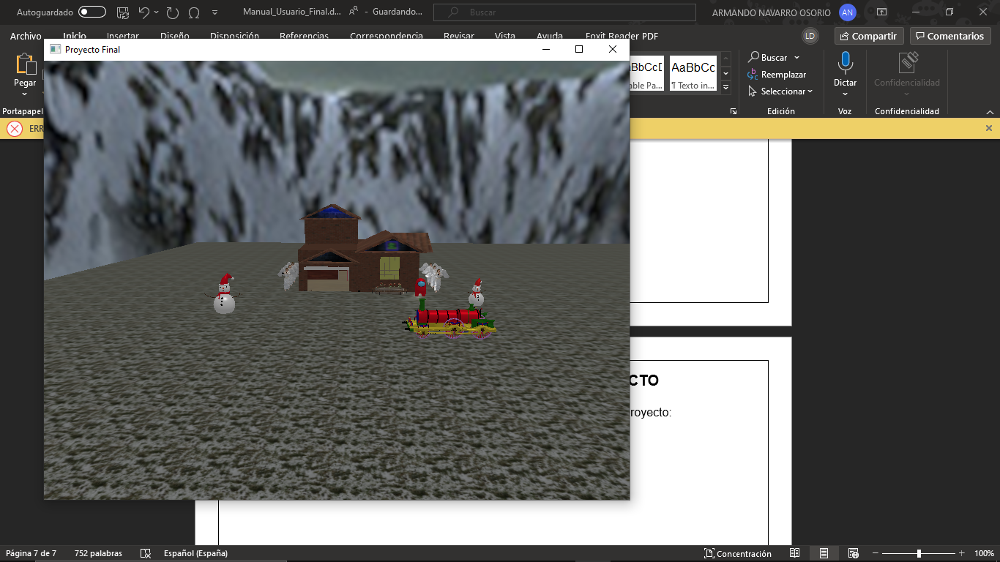 Autoguardado
Manual_Usuario_Final.d... - Guardando...
Buscar
ARMANDO NAVARRO OSORIO AN
Archivo Inicio Insertar Diseño Disposición Referencias Correspondencia Revisar Vista Ayuda Foxit Reader PDF
LD Compartir Comentarios
Proyecto Final
Pegar
Portapapel
bCcD AaBbCc
able Pa... ¶ Texto in...
Buscar
Reemplazar
Seleccionar
Edición
Dictar
Voz
Confidencialidad
Confidencialidad
ERR
CTO
royecto:
Página 7 de 7 752 palabras Español (España) Concentración 100%